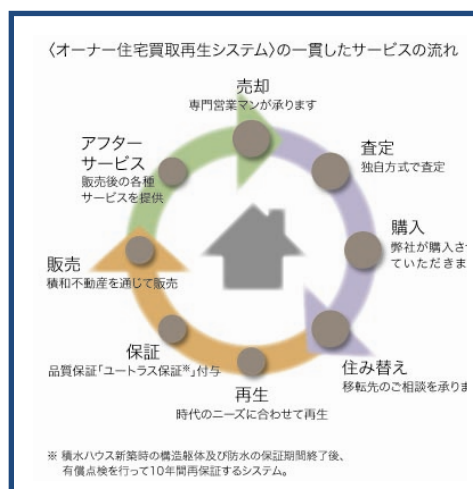 〈オーナー住宅買取再生システム〉の一貫したサービスの流れ
売却
専門営業マンが承ります
査定
独自方式で査定
購入
弊社が購入さ
ていただきま
住み替え
移転先のご相談を承りま
再生
時代のニーズに合わせて再生
保証
品質保証「ユートラス保証※」付与
販売
積和不動産を通じて販売
アフター
サービス
販売後の各種
サービスを提供
※ 積水ハウス新築時の構造躯体及び防水の保証期間終了後、
有償点検を行って10年間再保証するシステム。